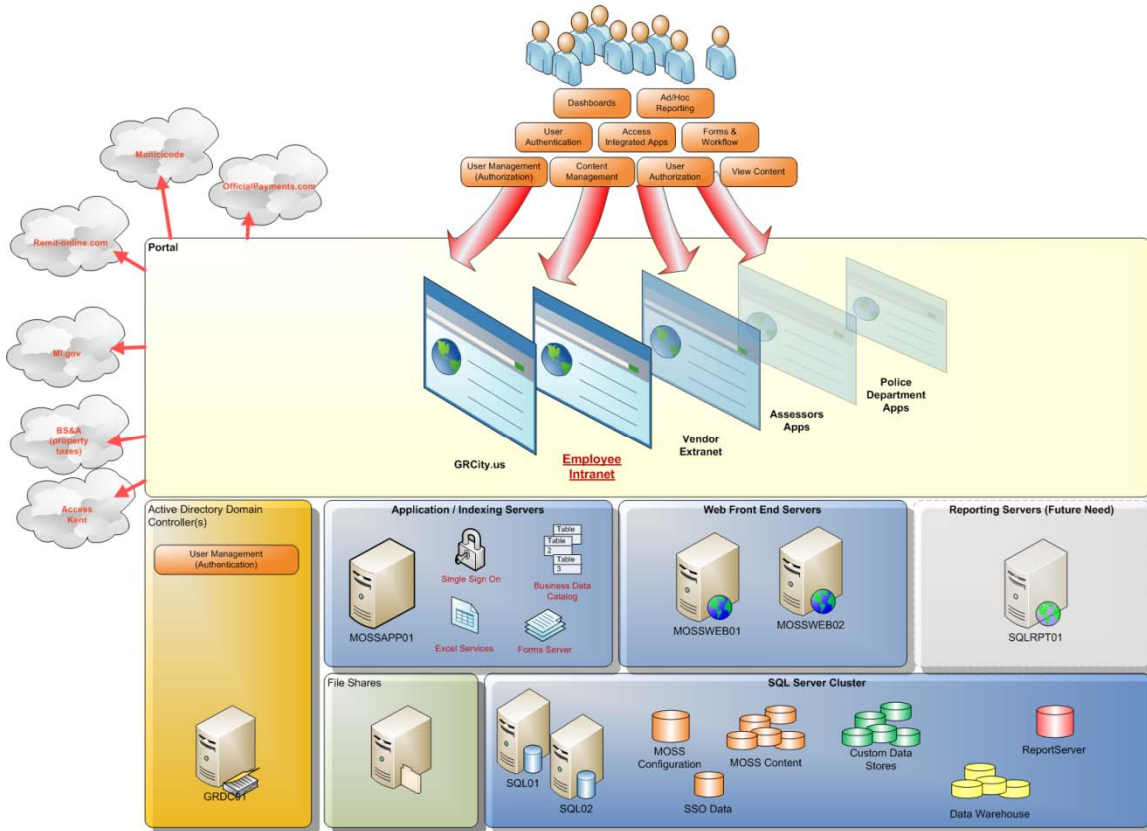 Dashboards
Ad/Hoc
Reporting
User
Authentication
Access
Integrated Apps
Forms &
Workflow
User Management
(Authorization)
Content
Management
User
Authorization
View Content
Municicode
OfficialPayments.com
Remit-online.com
MI.gov
BS&A
(property
taxes)
Access
Kent
Portal
GRCity.us
Employee
Intranet
Vendor
Extranet
Assessors
Apps
Police
Department
Apps
Active Directory Domain
Controller(s)
User Management
(Authentication)
GRDC01
Application / Indexing Servers
MOSSAPP01
Single Sign On
Table
Table
2
Table
3
Business Data
Catalog
Excel Services
Forms Server
Web Front End Servers
MOSSWEB01
MOSSWEB02
Reporting Servers (Future Need)
SQLRPT01
File Shares
SQL Server Cluster
SQL01
SQL02
MOSS
Configuration
MOSS Content
SSO Data
Custom Data
Stores
ReportServer
Data Warehouse